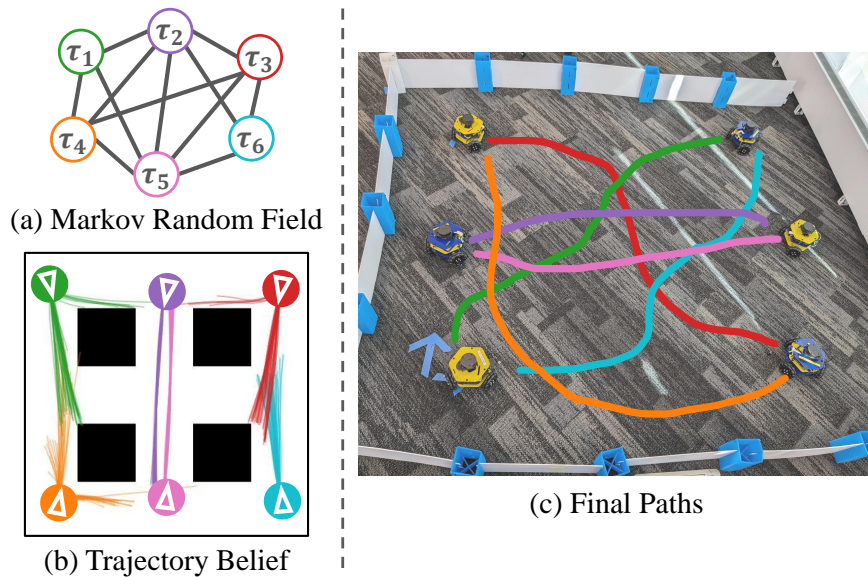 τ1
τ2
τ3
τ4
τ5
τ6
(a) Markov Random Field
(b) Trajectory Belief
(c) Final Paths